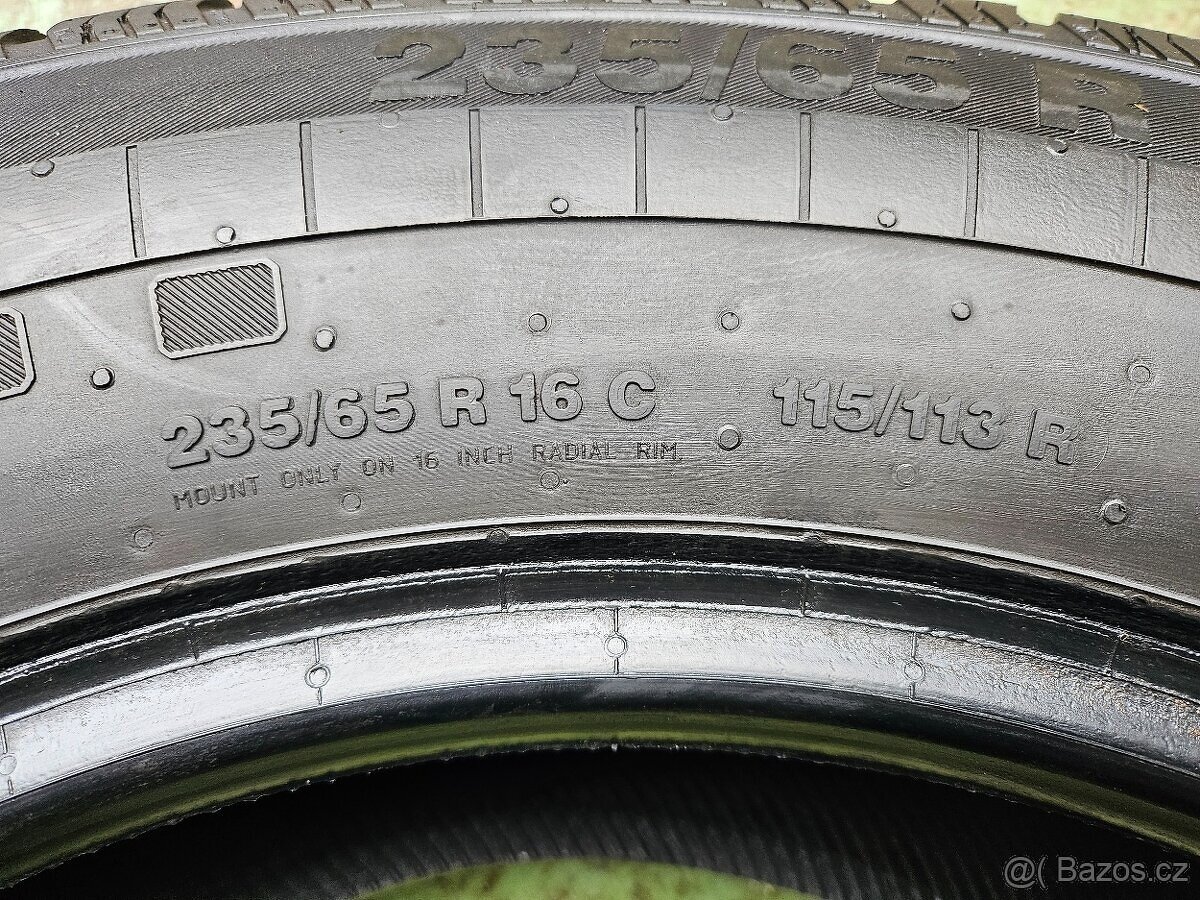 235/65 R
235/65 R 16 C 115/113 R
MOUNT ONLY ON 16 INCH RADIAL RIM.
@( Bazos.cz